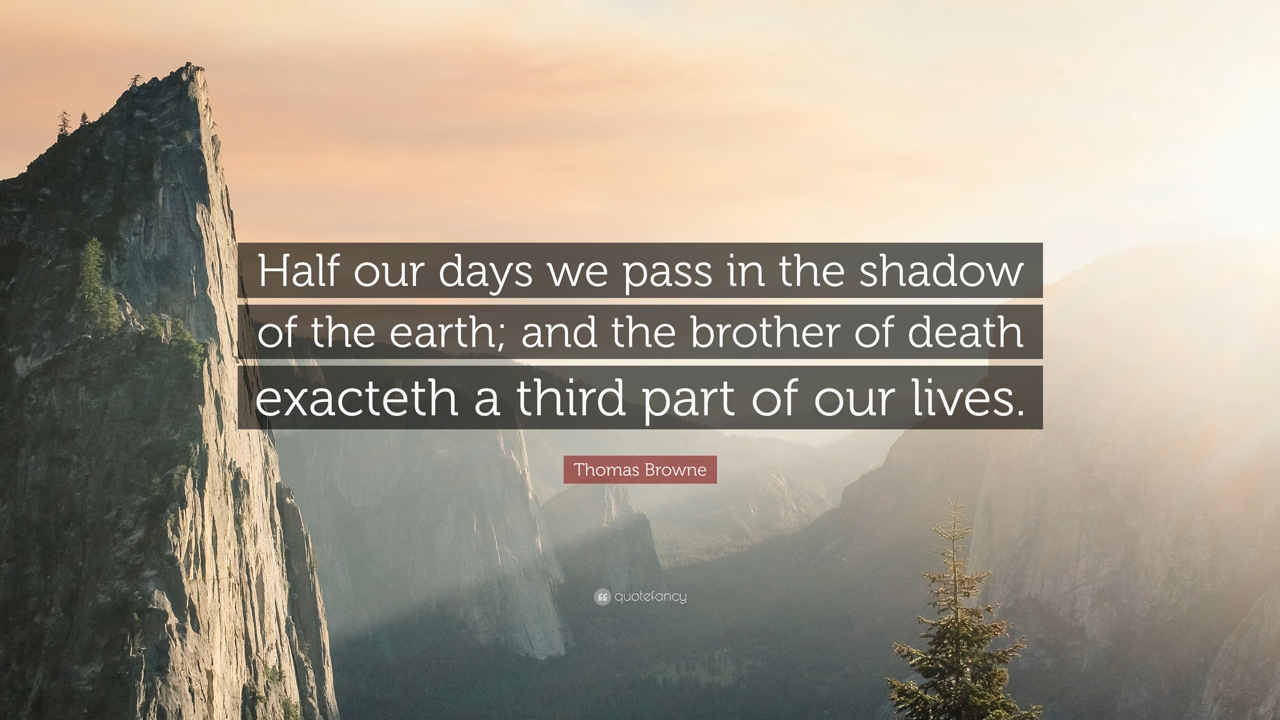 Half our days we pass in the shadow
of the earth; and the brother of death
exacteth a third part of our lives.
Thomas Browne
quotefancy